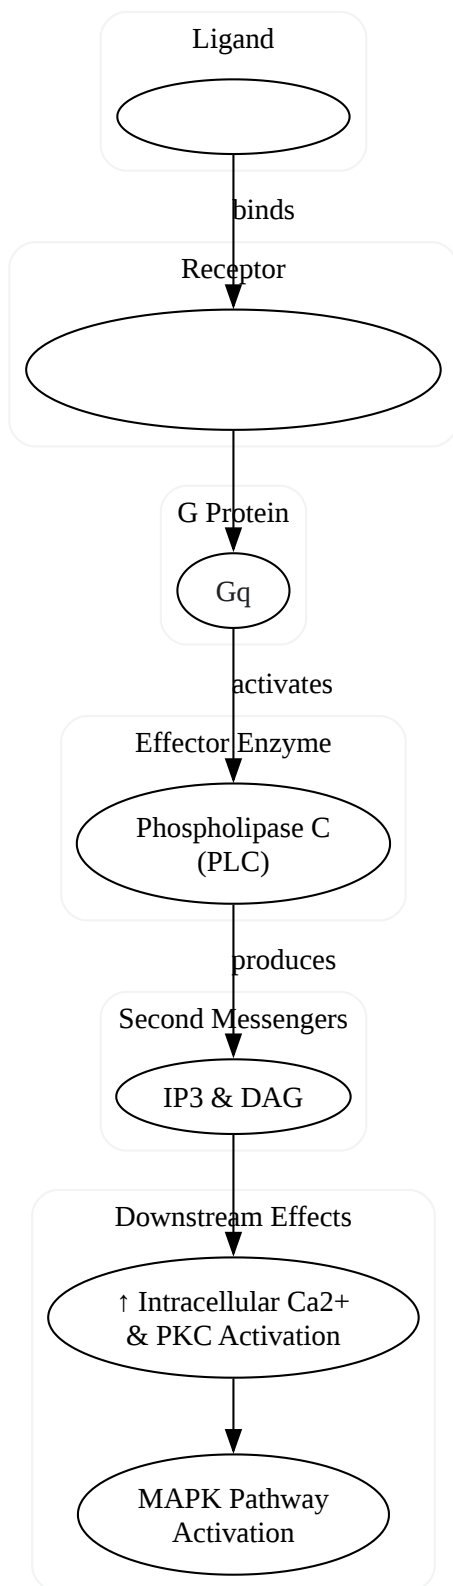 Ligand
binds
Receptor
G Protein
Gq
activates
Effector Enzyme
Phospholipase C
(PLC)
produces
Second Messengers
IP3 & DAG
Downstream Effects
↑ Intracellular Ca2+
& PKC Activation
MAPK Pathway
Activation